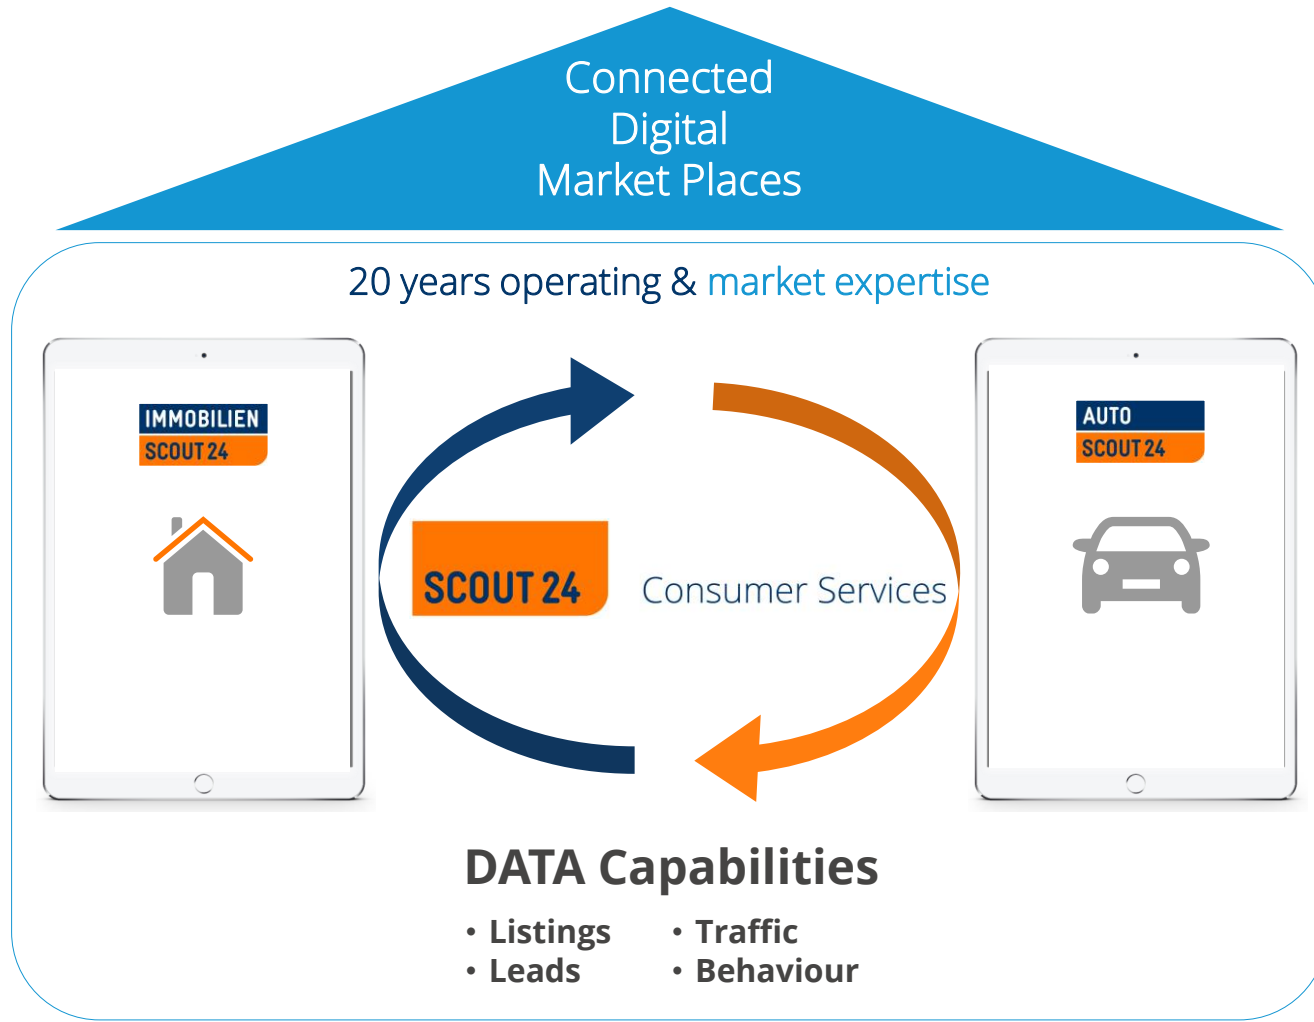 Connected
Digital
Market Places
20 years operating & market expertise
IMMOBILIEN
SCOUT 24
AUTO
SCOUT 24
SCOUT 24
Consumer Services
DATA Capabilities
• Listings
• Leads
• Traffic
• Behaviour